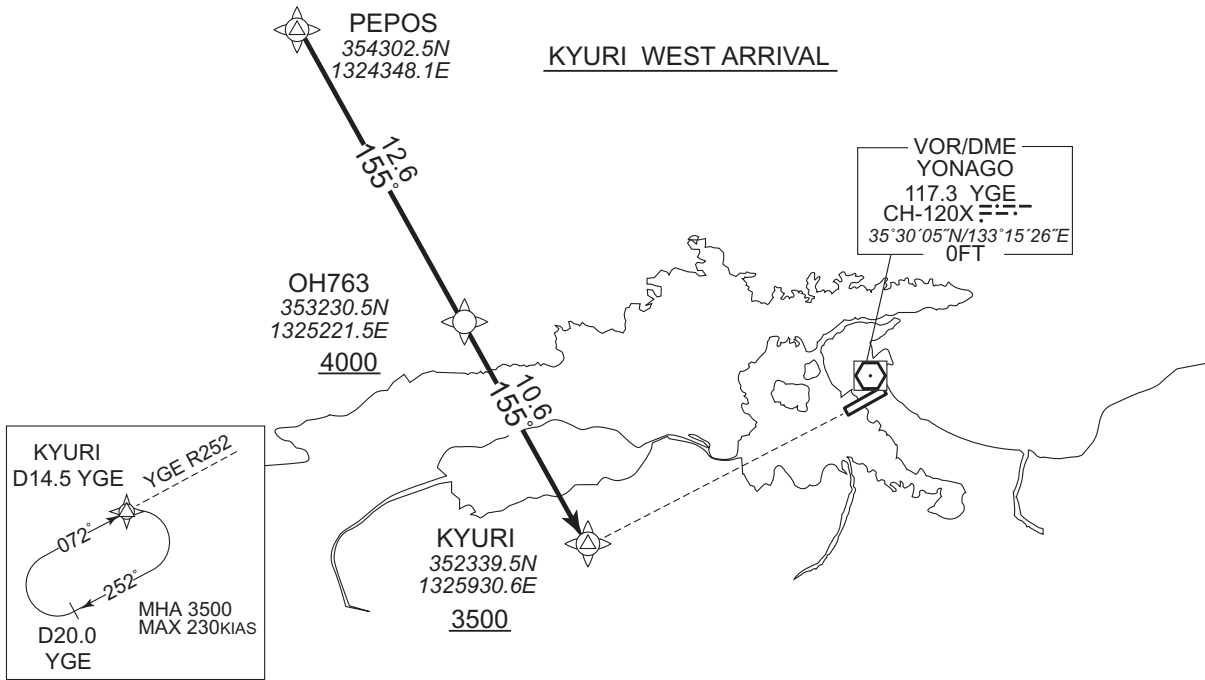 PEPOS
354302.5N
1324348.1E
KYURI WEST ARRIVAL
12.6
155°
VOR/DME
YONAGO
117.3 YGE
CH-120X
35°30′05″N/133°15′26″E
0FT
OH763
353230.5N
1325221.5E
4000
10.6
155°
KYURI
352339.5N
1325930.6E
3500
KYURI
D14.5 YGE
YGE R252
072°
252°
D20.0
YGE
MHA 3500
MAX 230KIAS